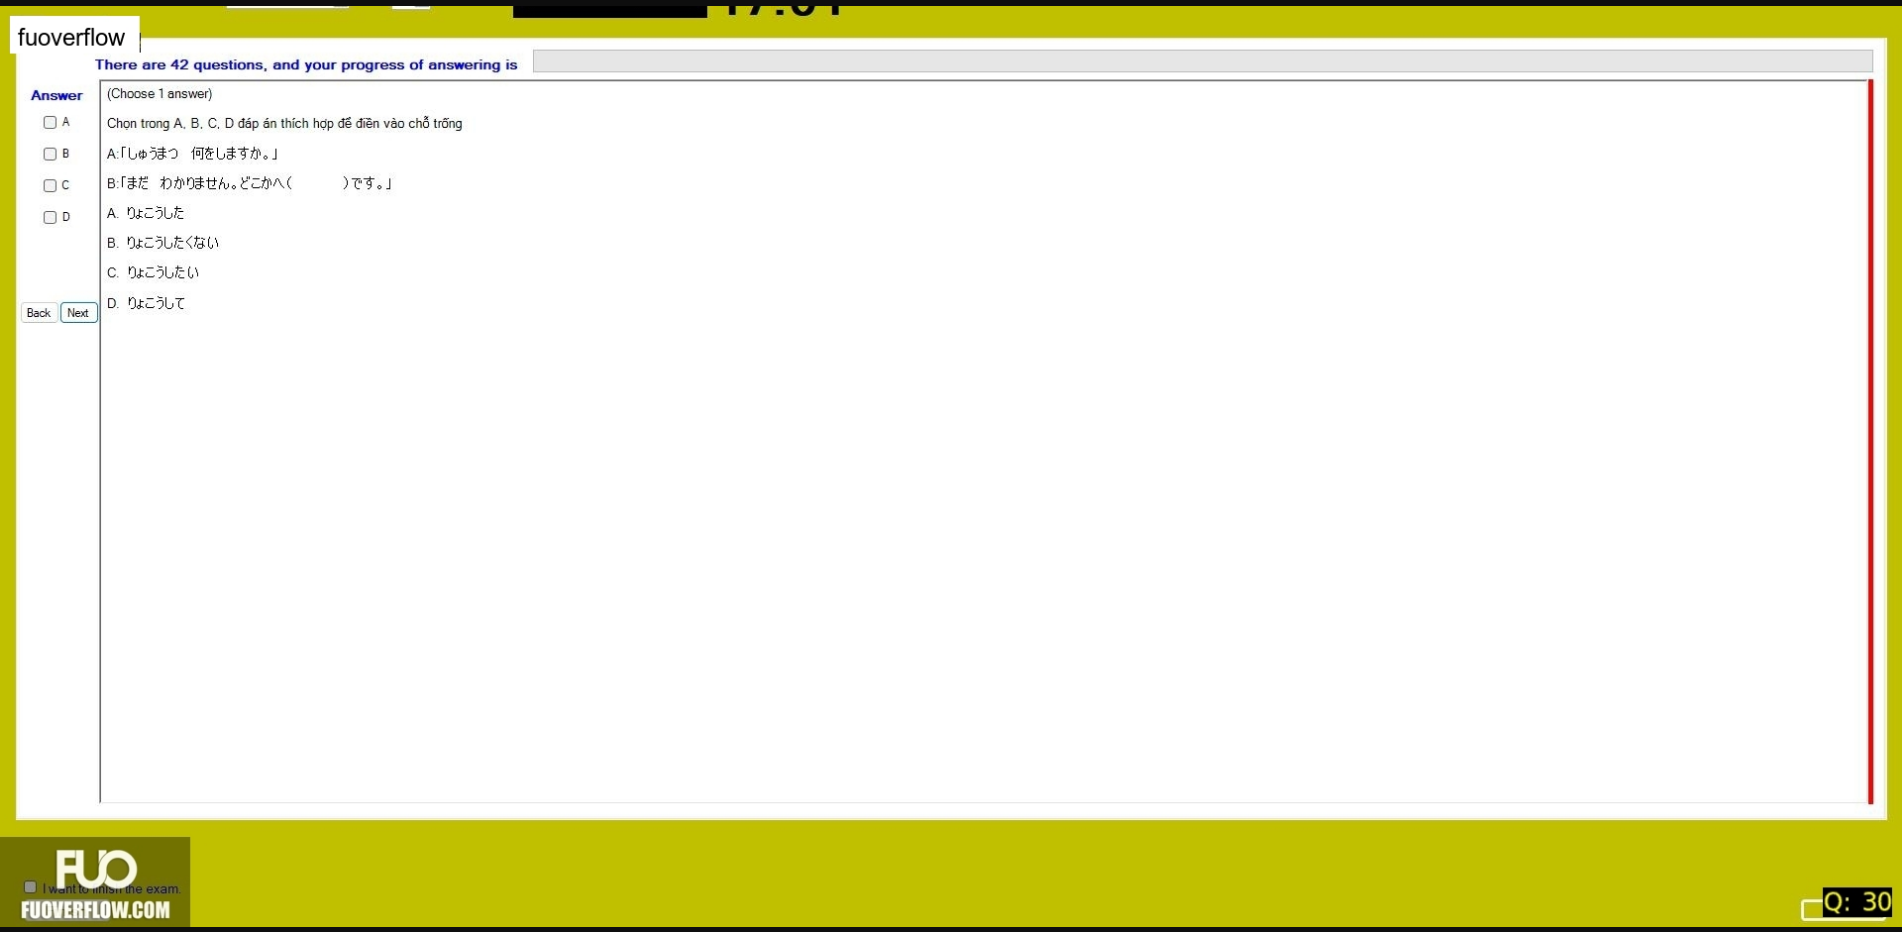 fuoverflow
There are 42 questions, and your progress of answering is
Answer
A
B
C
D
Back Next
(Choose 1 answer)
Chọn trong A, B, C, D đáp án thích hợp để điền vào chỗ trống
A:「しゅうまつ　何をしますか。」
B:「まだ　わかりません。どこかへ(　　　　)です。」
A. りょこうした
B. りょこうしたくない
C. りょこうしたい
D. りょこうして
FUO
I want to finish the exam.
FUOVERFLOW.COM
Q: 30